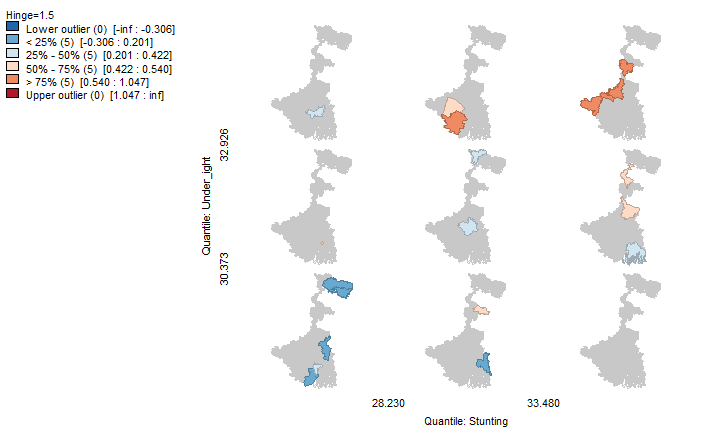 Hinge=1.5
Lower outlier (0) [-inf : -0.306]
< 25% (5) [-0.306 : 0.201]
25% - 50% (5) [0.201 : 0.422]
50% - 75% (5) [0.422 : 0.540]
> 75% (5) [0.540 : 1.047]
Upper outlier (0) [1.047 : inf]
32.926
Quantile: Under_ight
30.373
28.230
33.480
Quantile: Stunting